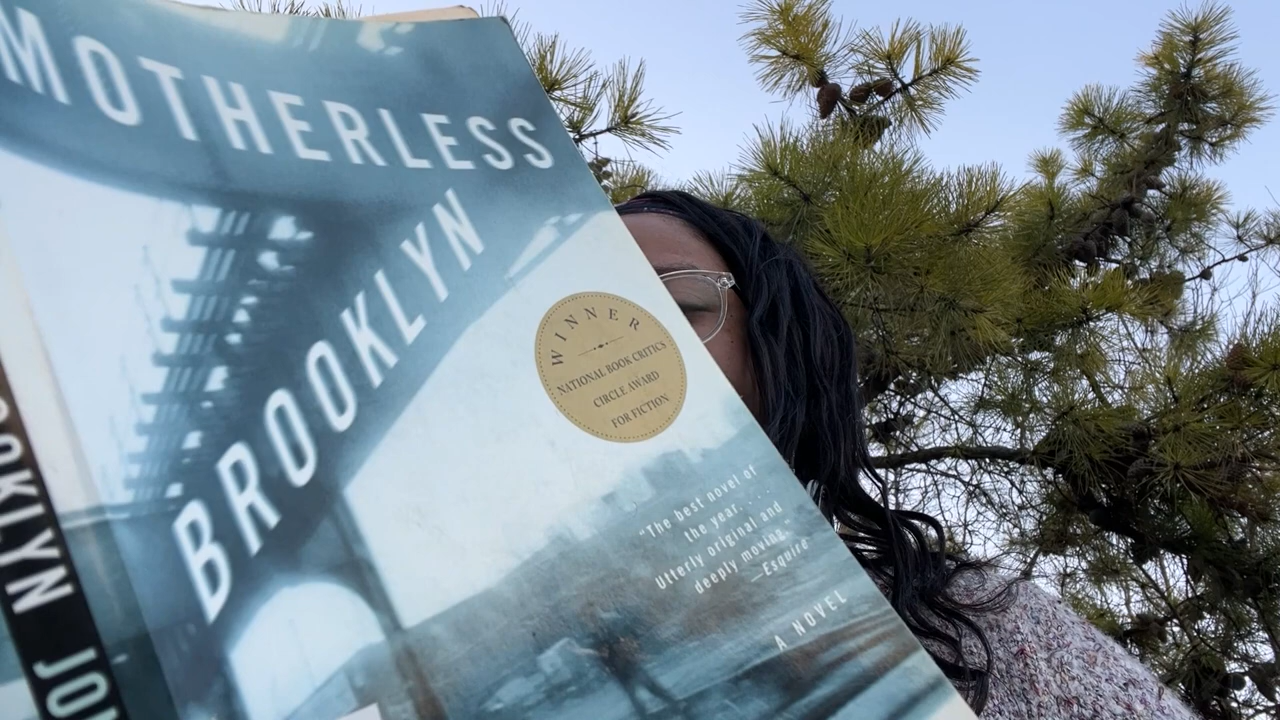 MOTHERLESS
BROOKLYN
WINNER
NATIONAL BOOK CRITICS
CIRCLE AWARD
FOR FICTION
"The best novel of
the year. . . .
Utterly original and
deeply moving."
—Esquire
A NOVEL